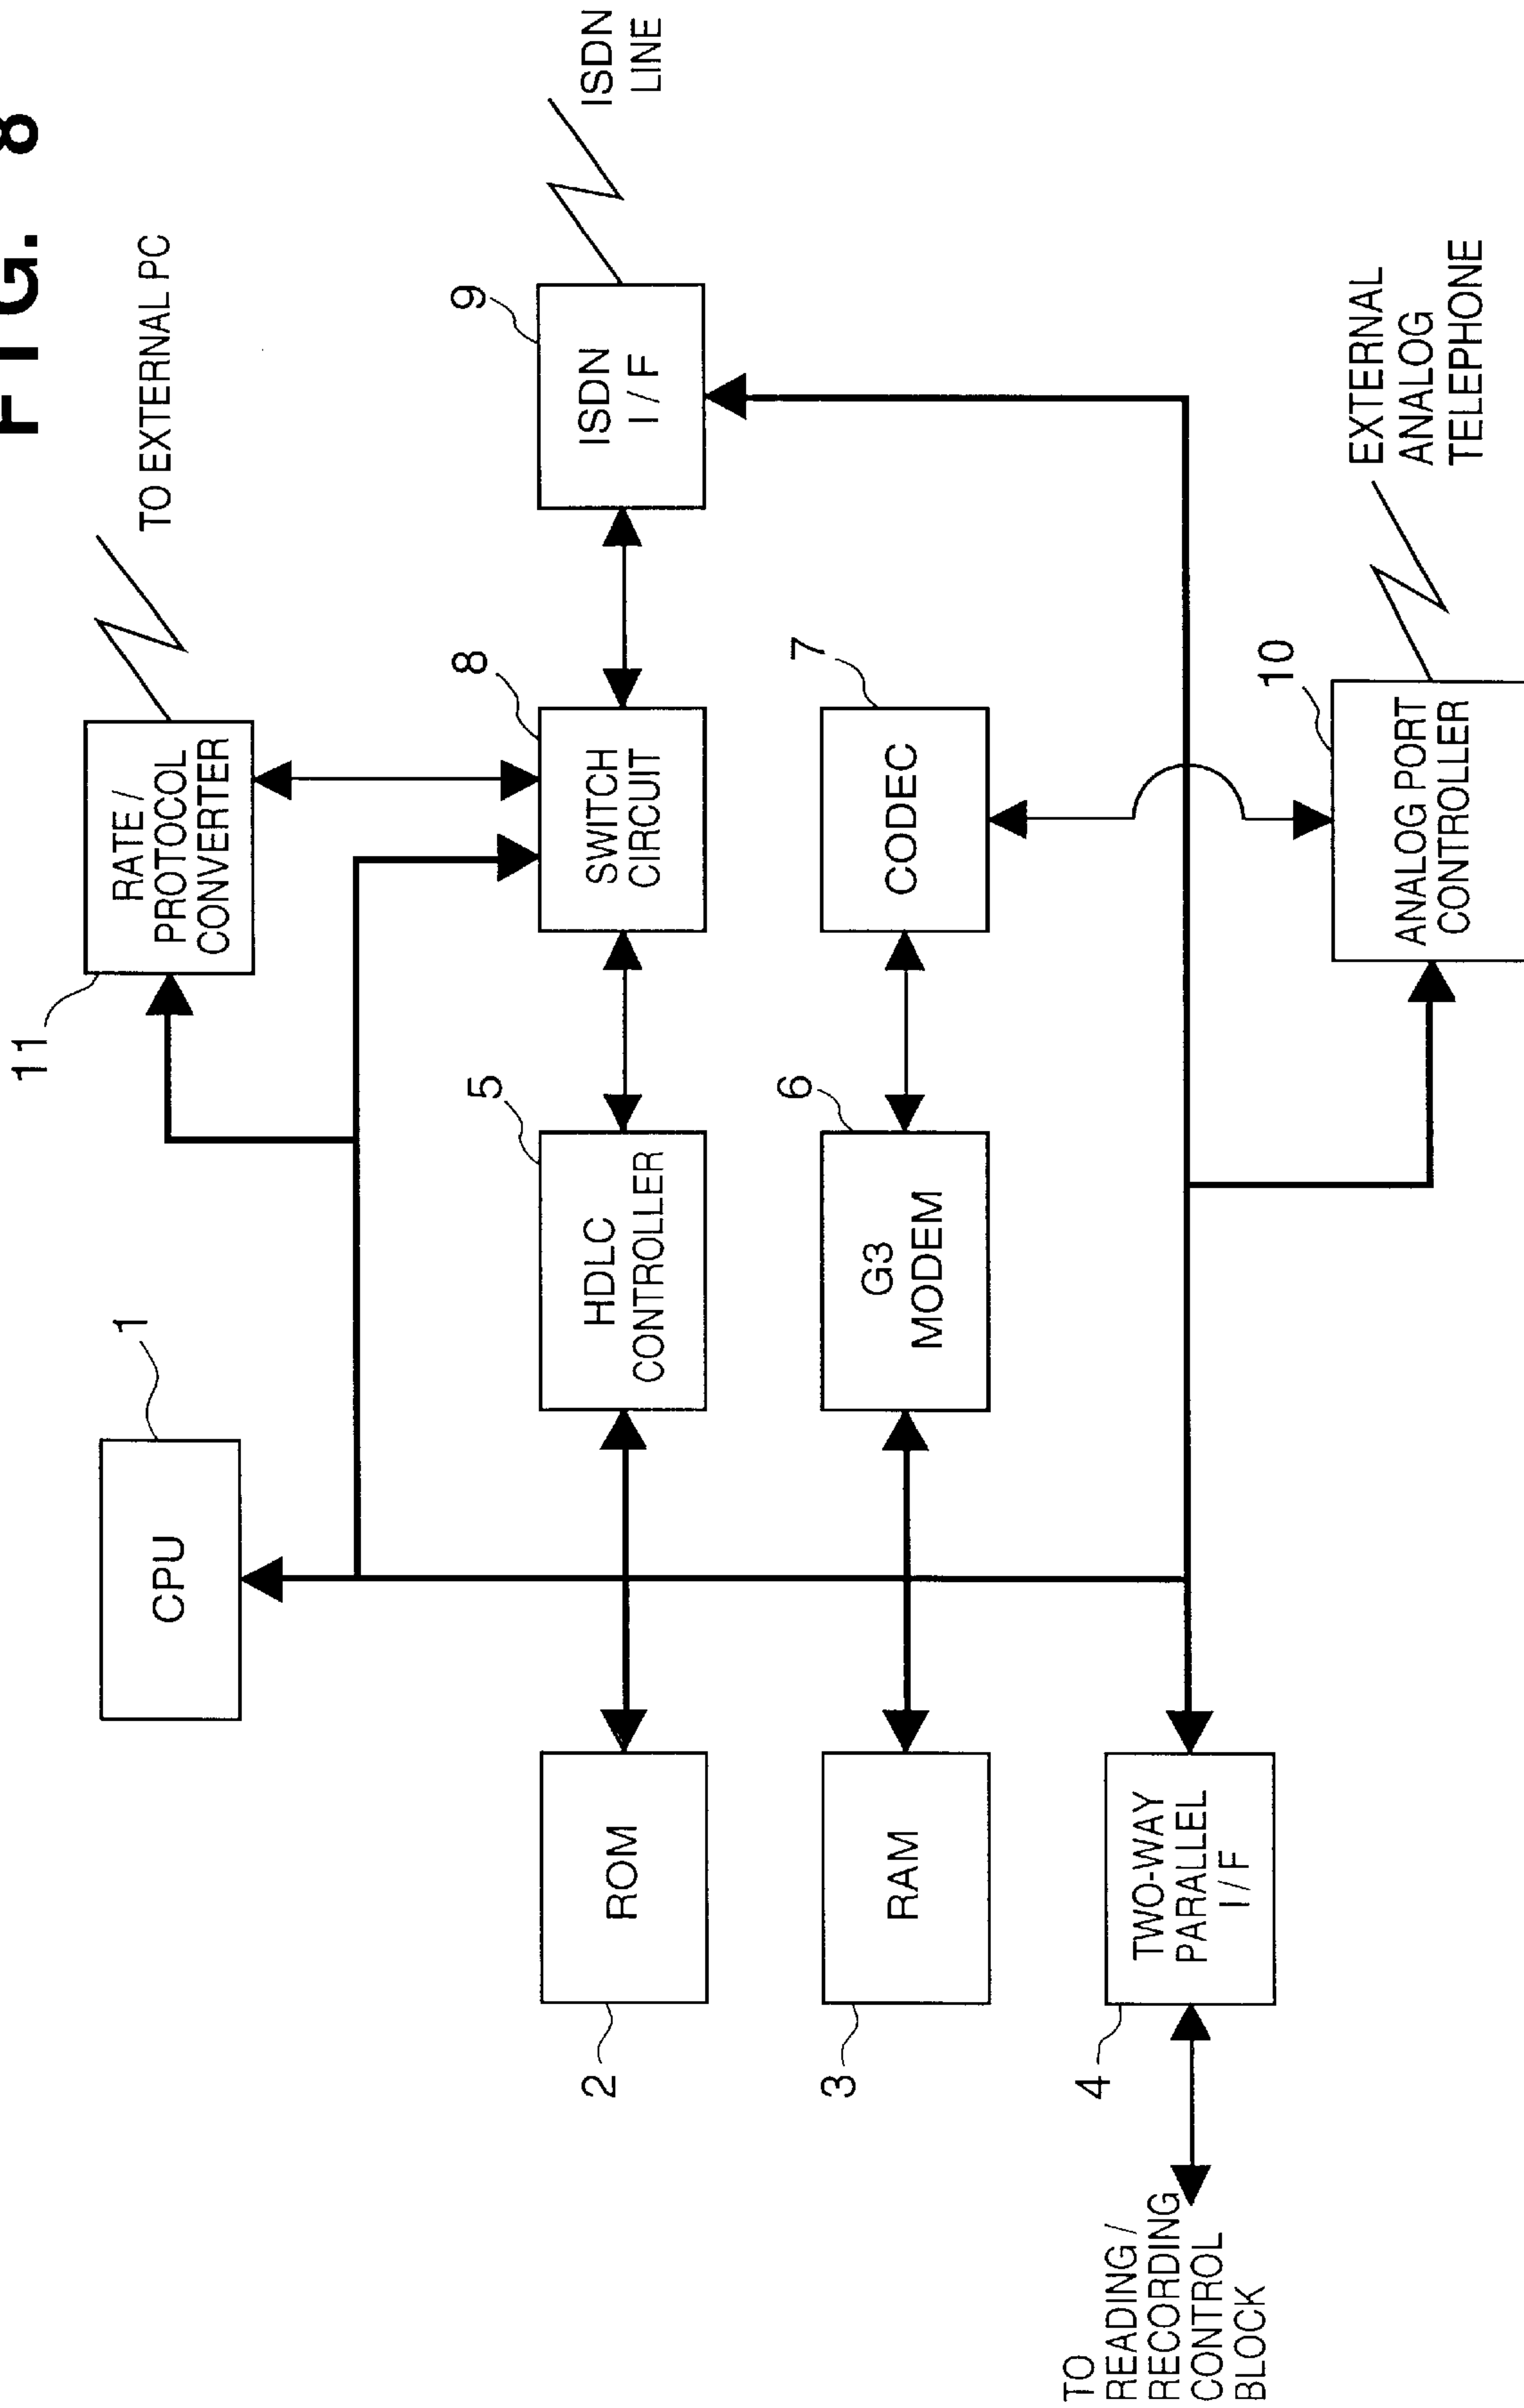 FIG. 8
TO EXTERNAL PC
11
RATE /
PROTOCOL
CONVERTER
1
CPU
9
ISDN
I / F
ISDN
LINE
8
SWITCH
CIRCUIT
5
HDLC
CONTROLLER
2
ROM
7
CODEC
6
G3
MODEM
3
RAM
4
TWO-WAY
PARALLEL
I / F
TO
READING /
RECORDING
CONTROL
BLOCK
10
ANALOG PORT
CONTROLLER
EXTERNAL
ANALOG
TELEPHONE